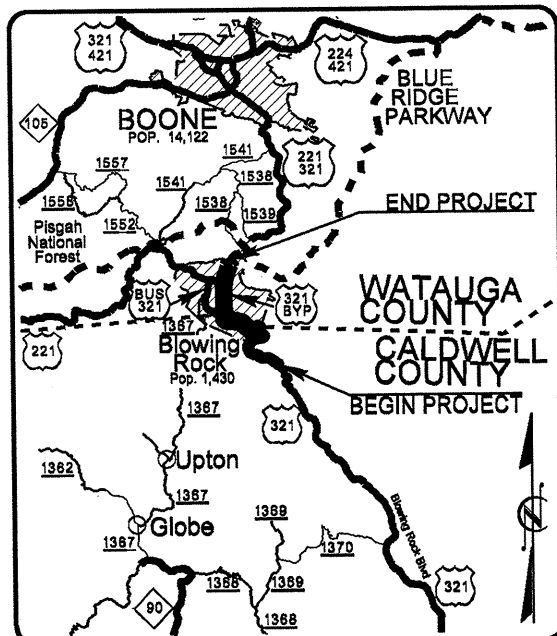 321
421
224
421
BLUE
RIDGE
PARKWAY
105
BOONE
POP. 14,122
221
321
1557
1541
1541
1538
1558
1538
1552
1539
END PROJECT
Pisgah
National
Forest
BUS
321
321
BYP
WATAUGA
COUNTY
1367
221
Blowing
Rock
Pop. 1,430
CALDWELL
COUNTY
BEGIN PROJECT
1367
321
1362
Upton
1367
1369
Globe
1367
1370
Blowing Rock Blvd
1368
1369
321
90
1368
N